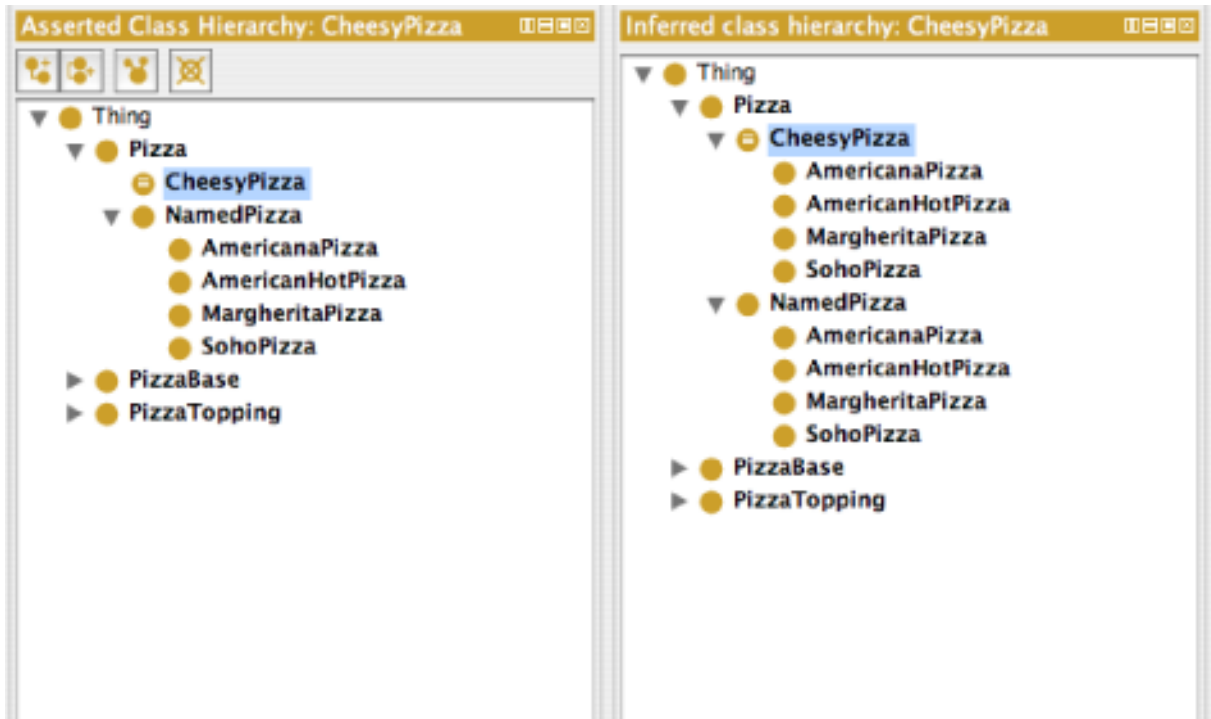 Asserted Class Hierarchy: CheesyPizza
Thing
Pizza
CheesyPizza
NamedPizza
AmericanaPizza
AmericanHotPizza
MargheritaPizza
SohoPizza
PizzaBase
PizzaTopping
Inferred class hierarchy: CheesyPizza
Thing
Pizza
CheesyPizza
AmericanaPizza
AmericanHotPizza
MargheritaPizza
SohoPizza
NamedPizza
AmericanaPizza
AmericanHotPizza
MargheritaPizza
SohoPizza
PizzaBase
PizzaTopping